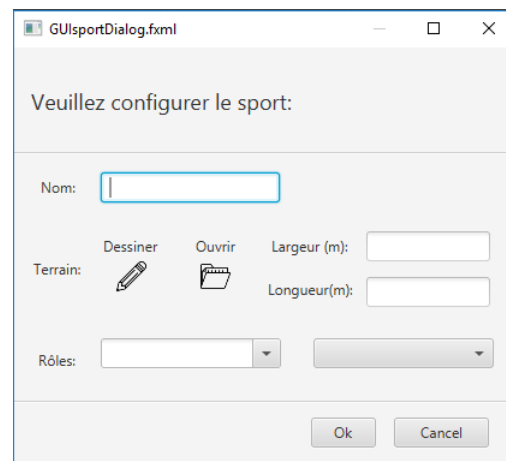 GUIsportDialog.fxml
Veuillez configurer le sport:
Nom:
Dessiner Ouvrir Largeur (m):
Terrain:
Longueur(m):
Rôles:
Ok Cancel